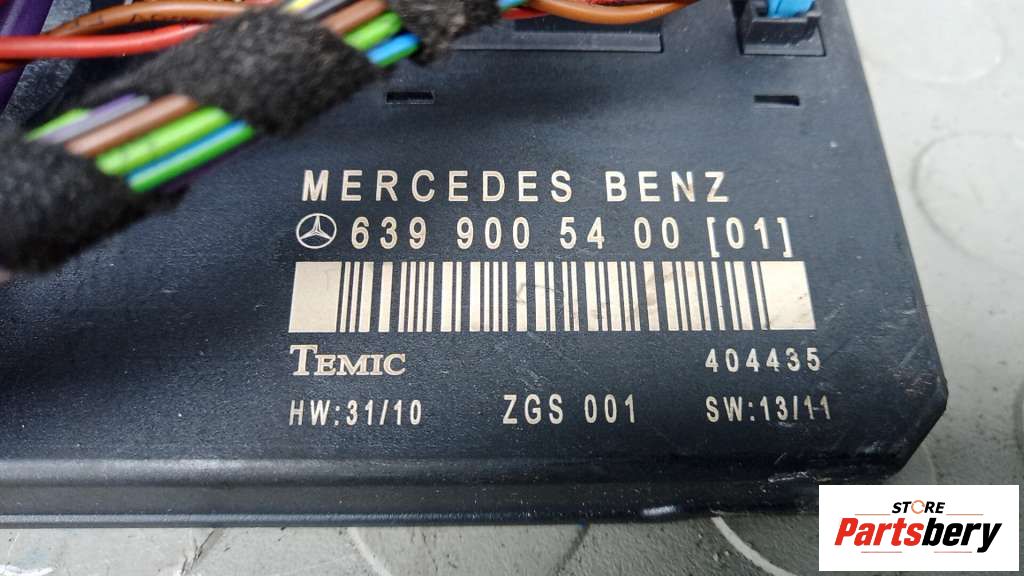 MERCEDES BENZ
639 900 54 00 [01]
TEMIC 404435
HW:31/10 ZGS 001 SW:13/11
STORE
Partsbery